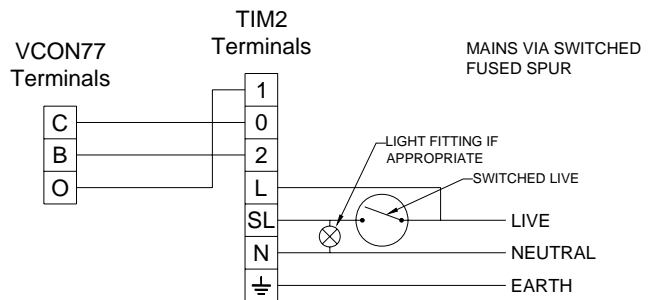 TIM2
Terminals
VCON77
Terminals
MAINS VIA SWITCHED
FUSED SPUR
C
B
O
1
0
2
L
SL
N
LIGHT FITTING IF
APPROPRIATE
SWITCHED LIVE
LIVE
NEUTRAL
EARTH